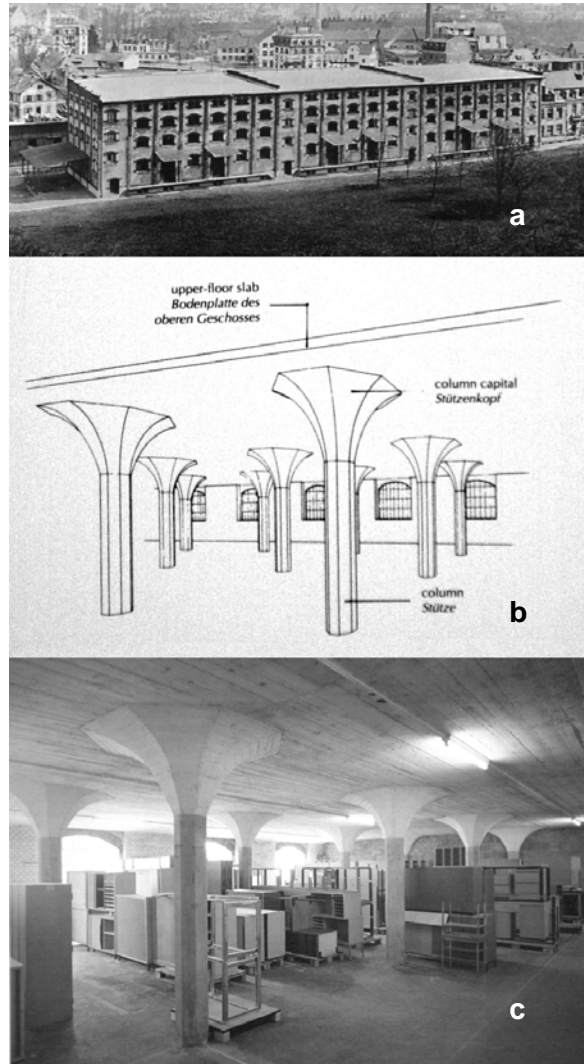 a
upper-floor slab
Bodenplatte des
oberen Geschosses
column capital
Stützenkopf
column
Stütze
b
c